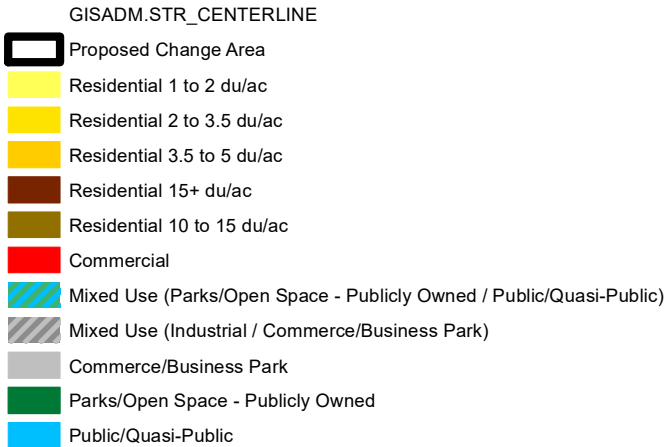 GISADM.STR_CENTERLINE
Proposed Change Area
Residential 1 to 2 du/ac
Residential 2 to 3.5 du/ac
Residential 3.5 to 5 du/ac
Residential 15+ du/ac
Residential 10 to 15 du/ac
Commercial
Mixed Use (Parks/Open Space - Publicly Owned / Public/Quasi-Public)
Mixed Use (Industrial / Commerce/Business Park)
Commerce/Business Park
Parks/Open Space - Publicly Owned
Public/Quasi-Public